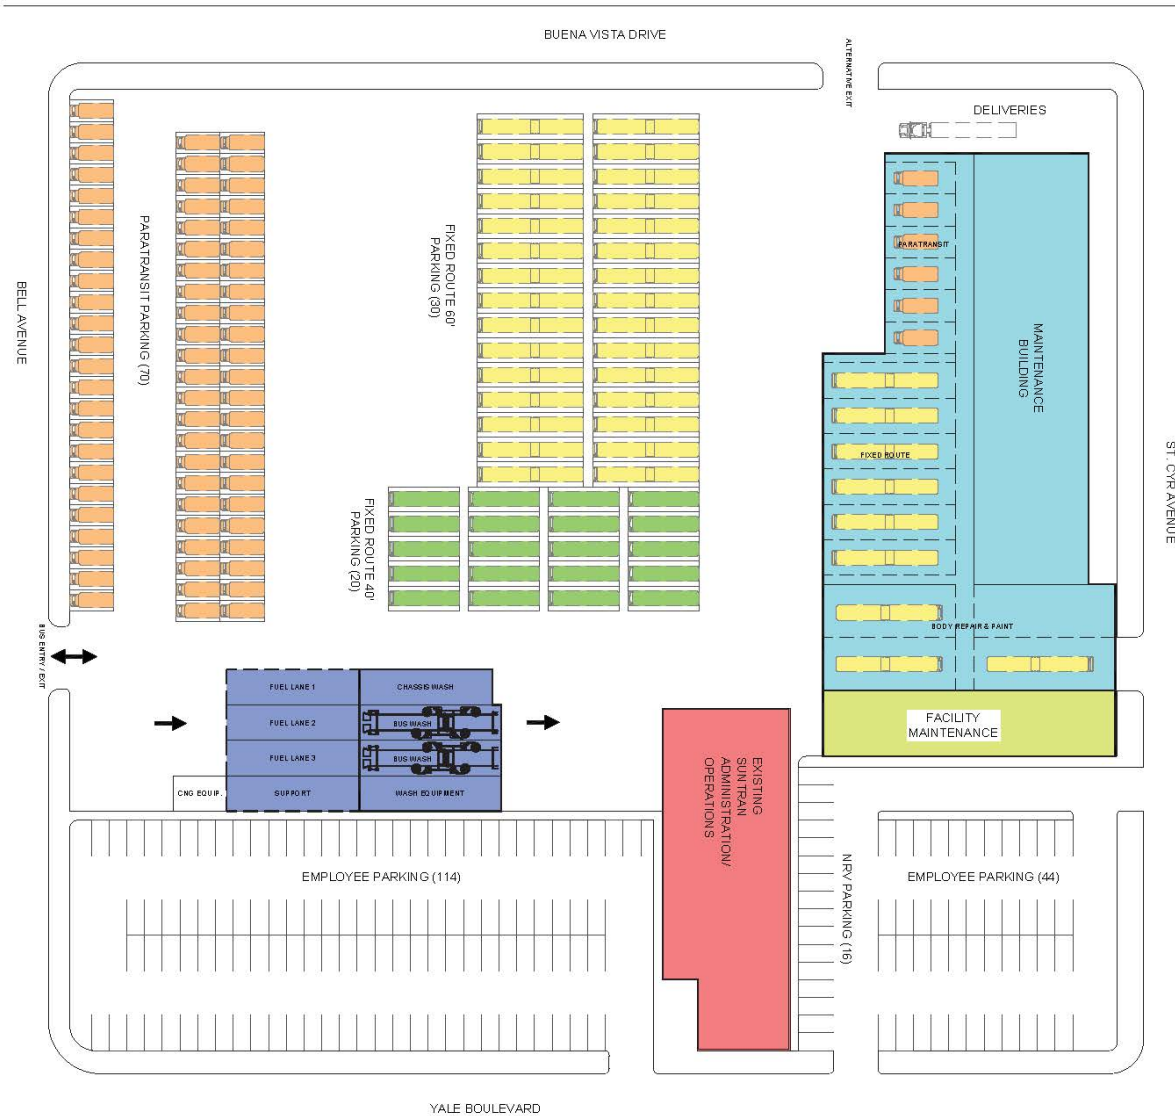 BUENA VISTA DRIVE
ALTERNATIVE EXIT
DELIVERIES
PARATRANSIT PARKING (70)
FIXED ROUTE 60'
PARKING (30)
PARATRANSIT
MAINTENANCE
BUILDING
BELL AVENUE
FIXED ROUTE
ST. CYR AVENUE
FIXED ROUTE 40'
PARKING (20)
BODY REPAIR & PAINT
BUS ENTRY / EXIT
FUEL LANE 1
CHASSIS WASH
FUEL LANE 2
BUS WASH
FUEL LANE 3
BUS WASH
CNG EQUIP.
SUPPORT
WASH EQUIPMENT
FACILITY
MAINTENANCE
EXISTING
SUN TRAN
ADMINISTRATION/
OPERATIONS
EMPLOYEE PARKING (114)
NRV PARKING (16)
EMPLOYEE PARKING (44)
YALE BOULEVARD